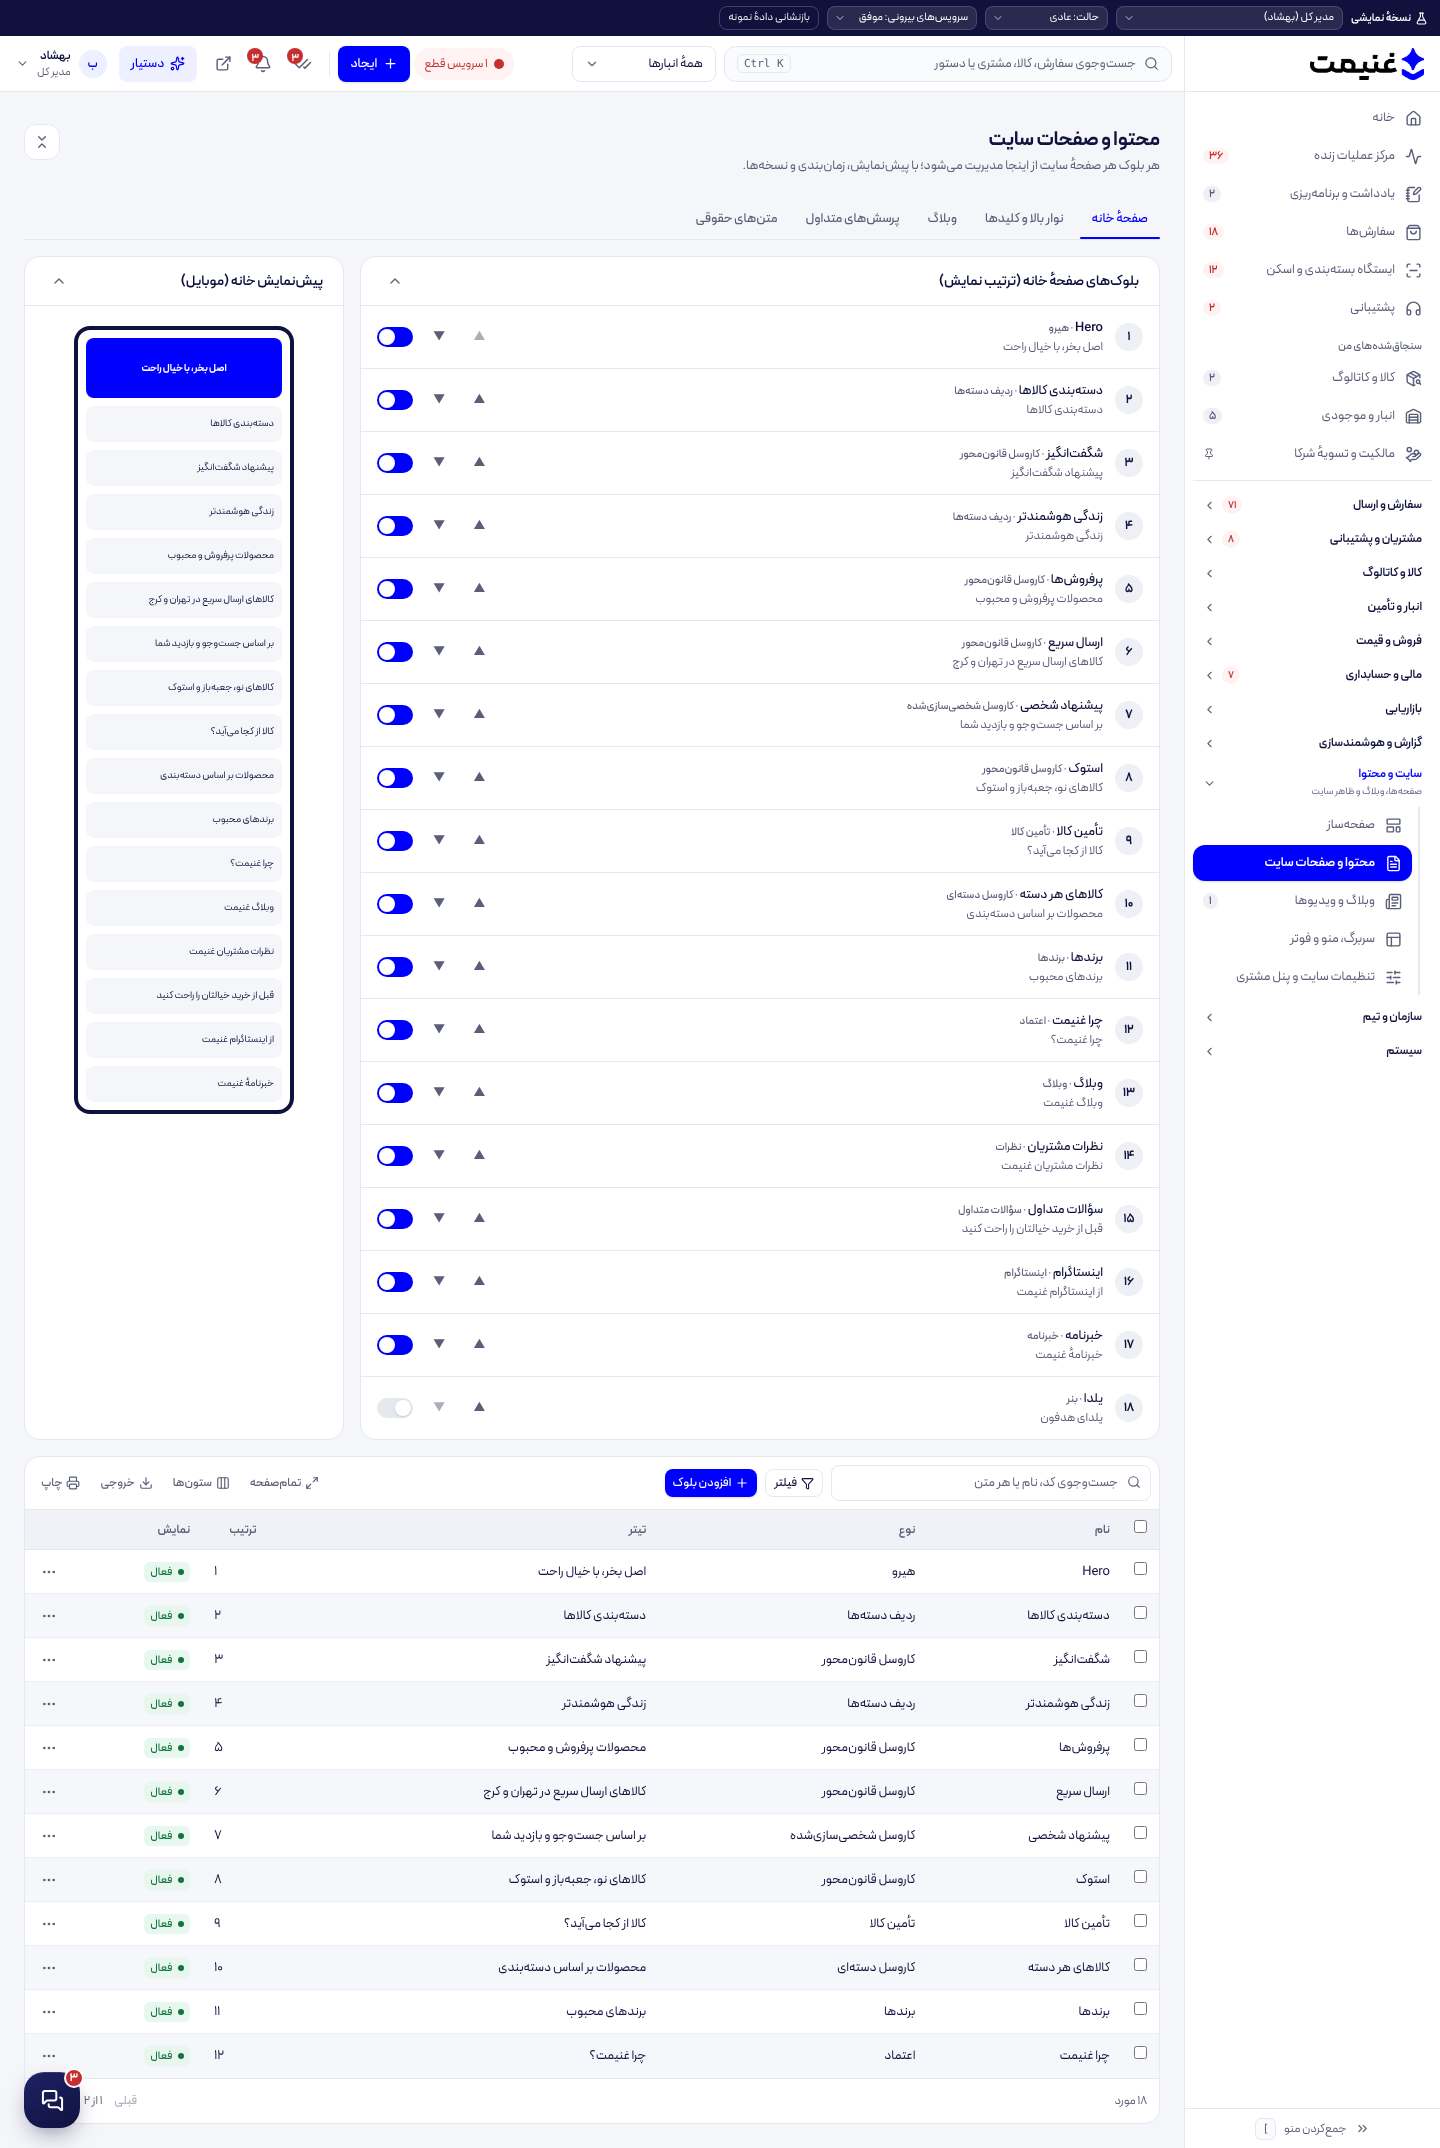 نسخهٔ نمایشی
مدیر کل (بهشاد)
حالت: عادی
سرویس‌های بیرونی: موفق
بازنشانی دادهٔ نمونه
غنیمت
جست‌وجوی سفارش، کالا، مشتری یا دستور
Ctrl K
همهٔ انبارها
۱ سرویس قطع
ایجاد
۳
۳
دستیار
ب
بهشاد
مدیر کل
خانه
مرکز عملیات زنده ۳۶
یادداشت و برنامه‌ریزی ۲
سفارش‌ها ۱۸
ایستگاه بسته‌بندی و اسکن ۱۲
پشتیبانی ۲
سنجاق‌شده‌های من
کالا و کاتالوگ ۲
انبار و موجودی ۵
مالکیت و تسویهٔ شرکا
سفارش و ارسال ۷۱
مشتریان و پشتیبانی ۸
کالا و کاتالوگ
انبار و تأمین
فروش و قیمت
مالی و حسابداری ۷
بازاریابی
گزارش و هوشمندسازی
سایت و محتوا
صفحه‌ها، وبلاگ و ظاهر سایت
صفحه‌ساز
محتوا و صفحات سایت
وبلاگ و ویدیوها ۱
سربرگ، منو و فوتر
تنظیمات سایت و پنل مشتری
سازمان و تیم
سیستم
جمع‌کردن منو [
محتوا و صفحات سایت
هر بلوک هر صفحهٔ سایت از اینجا مدیریت می‌شود؛ با پیش‌نمایش، زمان‌بندی و نسخه‌ها.
صفحهٔ خانه
نوار بالا و کلیدها
وبلاگ
پرسش‌های متداول
متن‌های حقوقی
بلوک‌های صفحهٔ خانه (ترتیب نمایش)
۱
Hero · هیرو
اصل بخر، با خیال راحت
▲ ▼
۲
دسته‌بندی کالاها · ردیف دسته‌ها
دسته‌بندی کالاها
▲ ▼
۳
شگفت‌انگیز · کاروسل قانون‌محور
پیشنهاد شگفت‌انگیز
▲ ▼
۴
زندگی هوشمندتر · ردیف دسته‌ها
زندگی هوشمندتر
▲ ▼
۵
پرفروش‌ها · کاروسل قانون‌محور
محصولات پرفروش و محبوب
▲ ▼
۶
ارسال سریع · کاروسل قانون‌محور
کالاهای ارسال سریع در تهران و کرج
▲ ▼
۷
پیشنهاد شخصی · کاروسل شخصی‌سازی‌شده
بر اساس جست‌وجو و بازدید شما
▲ ▼
۸
استوک · کاروسل قانون‌محور
کالاهای نو، جعبه‌باز و استوک
▲ ▼
۹
تأمین کالا · تأمین کالا
کالا از کجا می‌آید؟
▲ ▼
۱۰
کالاهای هر دسته · کاروسل دسته‌ای
محصولات بر اساس دسته‌بندی
▲ ▼
۱۱
برندها · برندها
برندهای محبوب
▲ ▼
۱۲
چرا غنیمت · اعتماد
چرا غنیمت؟
▲ ▼
۱۳
وبلاگ · وبلاگ
وبلاگ غنیمت
▲ ▼
۱۴
نظرات مشتریان · نظرات
نظرات مشتریان غنیمت
▲ ▼
۱۵
سؤالات متداول · سؤالات متداول
قبل از خرید خیالتان را راحت کنید
▲ ▼
۱۶
اینستاگرام · اینستاگرام
از اینستاگرام غنیمت
▲ ▼
۱۷
خبرنامه · خبرنامه
خبرنامهٔ غنیمت
▲ ▼
۱۸
یلدا · بنر
یلدای هدفون
▲ ▼
پیش‌نمایش خانه (موبایل)
اصل بخر، با خیال راحت
دسته‌بندی کالاها
پیشنهاد شگفت‌انگیز
زندگی هوشمندتر
محصولات پرفروش و محبوب
کالاهای ارسال سریع در تهران و کرج
بر اساس جست‌وجو و بازدید شما
کالاهای نو، جعبه‌باز و استوک
کالا از کجا می‌آید؟
محصولات بر اساس دسته‌بندی
برندهای محبوب
چرا غنیمت؟
وبلاگ غنیمت
نظرات مشتریان غنیمت
قبل از خرید خیالتان را راحت کنید
از اینستاگرام غنیمت
خبرنامهٔ غنیمت
جست‌وجوی کد، نام یا هر متن
فیلتر
افزودن بلوک
تمام‌صفحه
ستون‌ها
خروجی
چاپ
نام نوع تیتر ترتیب نمایش
Hero هیرو اصل بخر، با خیال راحت ۱ فعال
دسته‌بندی کالاها ردیف دسته‌ها دسته‌بندی کالاها ۲ فعال
شگفت‌انگیز کاروسل قانون‌محور پیشنهاد شگفت‌انگیز ۳ فعال
زندگی هوشمندتر ردیف دسته‌ها زندگی هوشمندتر ۴ فعال
پرفروش‌ها کاروسل قانون‌محور محصولات پرفروش و محبوب ۵ فعال
ارسال سریع کاروسل قانون‌محور کالاهای ارسال سریع در تهران و کرج ۶ فعال
پیشنهاد شخصی کاروسل شخصی‌سازی‌شده بر اساس جست‌وجو و بازدید شما ۷ فعال
استوک کاروسل قانون‌محور کالاهای نو، جعبه‌باز و استوک ۸ فعال
تأمین کالا تأمین کالا کالا از کجا می‌آید؟ ۹ فعال
کالاهای هر دسته کاروسل دسته‌ای محصولات بر اساس دسته‌بندی ۱۰ فعال
برندها برندها برندهای محبوب ۱۱ فعال
چرا غنیمت اعتماد چرا غنیمت؟ ۱۲ فعال
۱۸ مورد
قبلی
۱ از ۲
۳